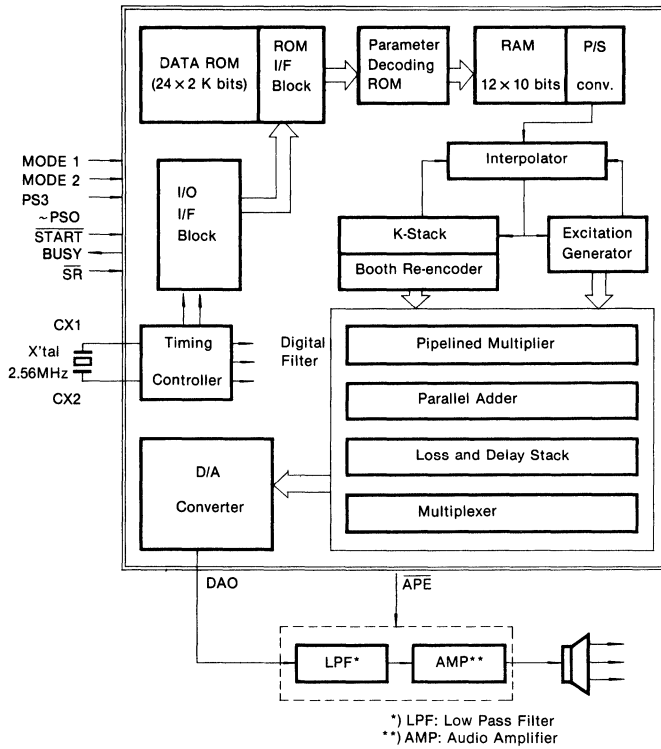 DATA ROM
(24 × 2 K bits)
ROM
I/F
Block
Parameter
Decoding
ROM
RAM
12 × 10 bits
P/S
conv.
Interpolator
MODE 1
MODE 2
PS3
~PSO
START
BUSY
SR
I/O
I/F
Block
K-Stack
Booth Re-encoder
Excitation
Generator
CX1
X'tal
2.56MHz
CX2
Timing
Controller
Digital
Filter
Pipelined Multiplier
Parallel Adder
Loss and Delay Stack
Multiplexer
D/A
Converter
DAO
APE
LPF*
AMP**
*) LPF: Low Pass Filter
**) AMP: Audio Amplifier